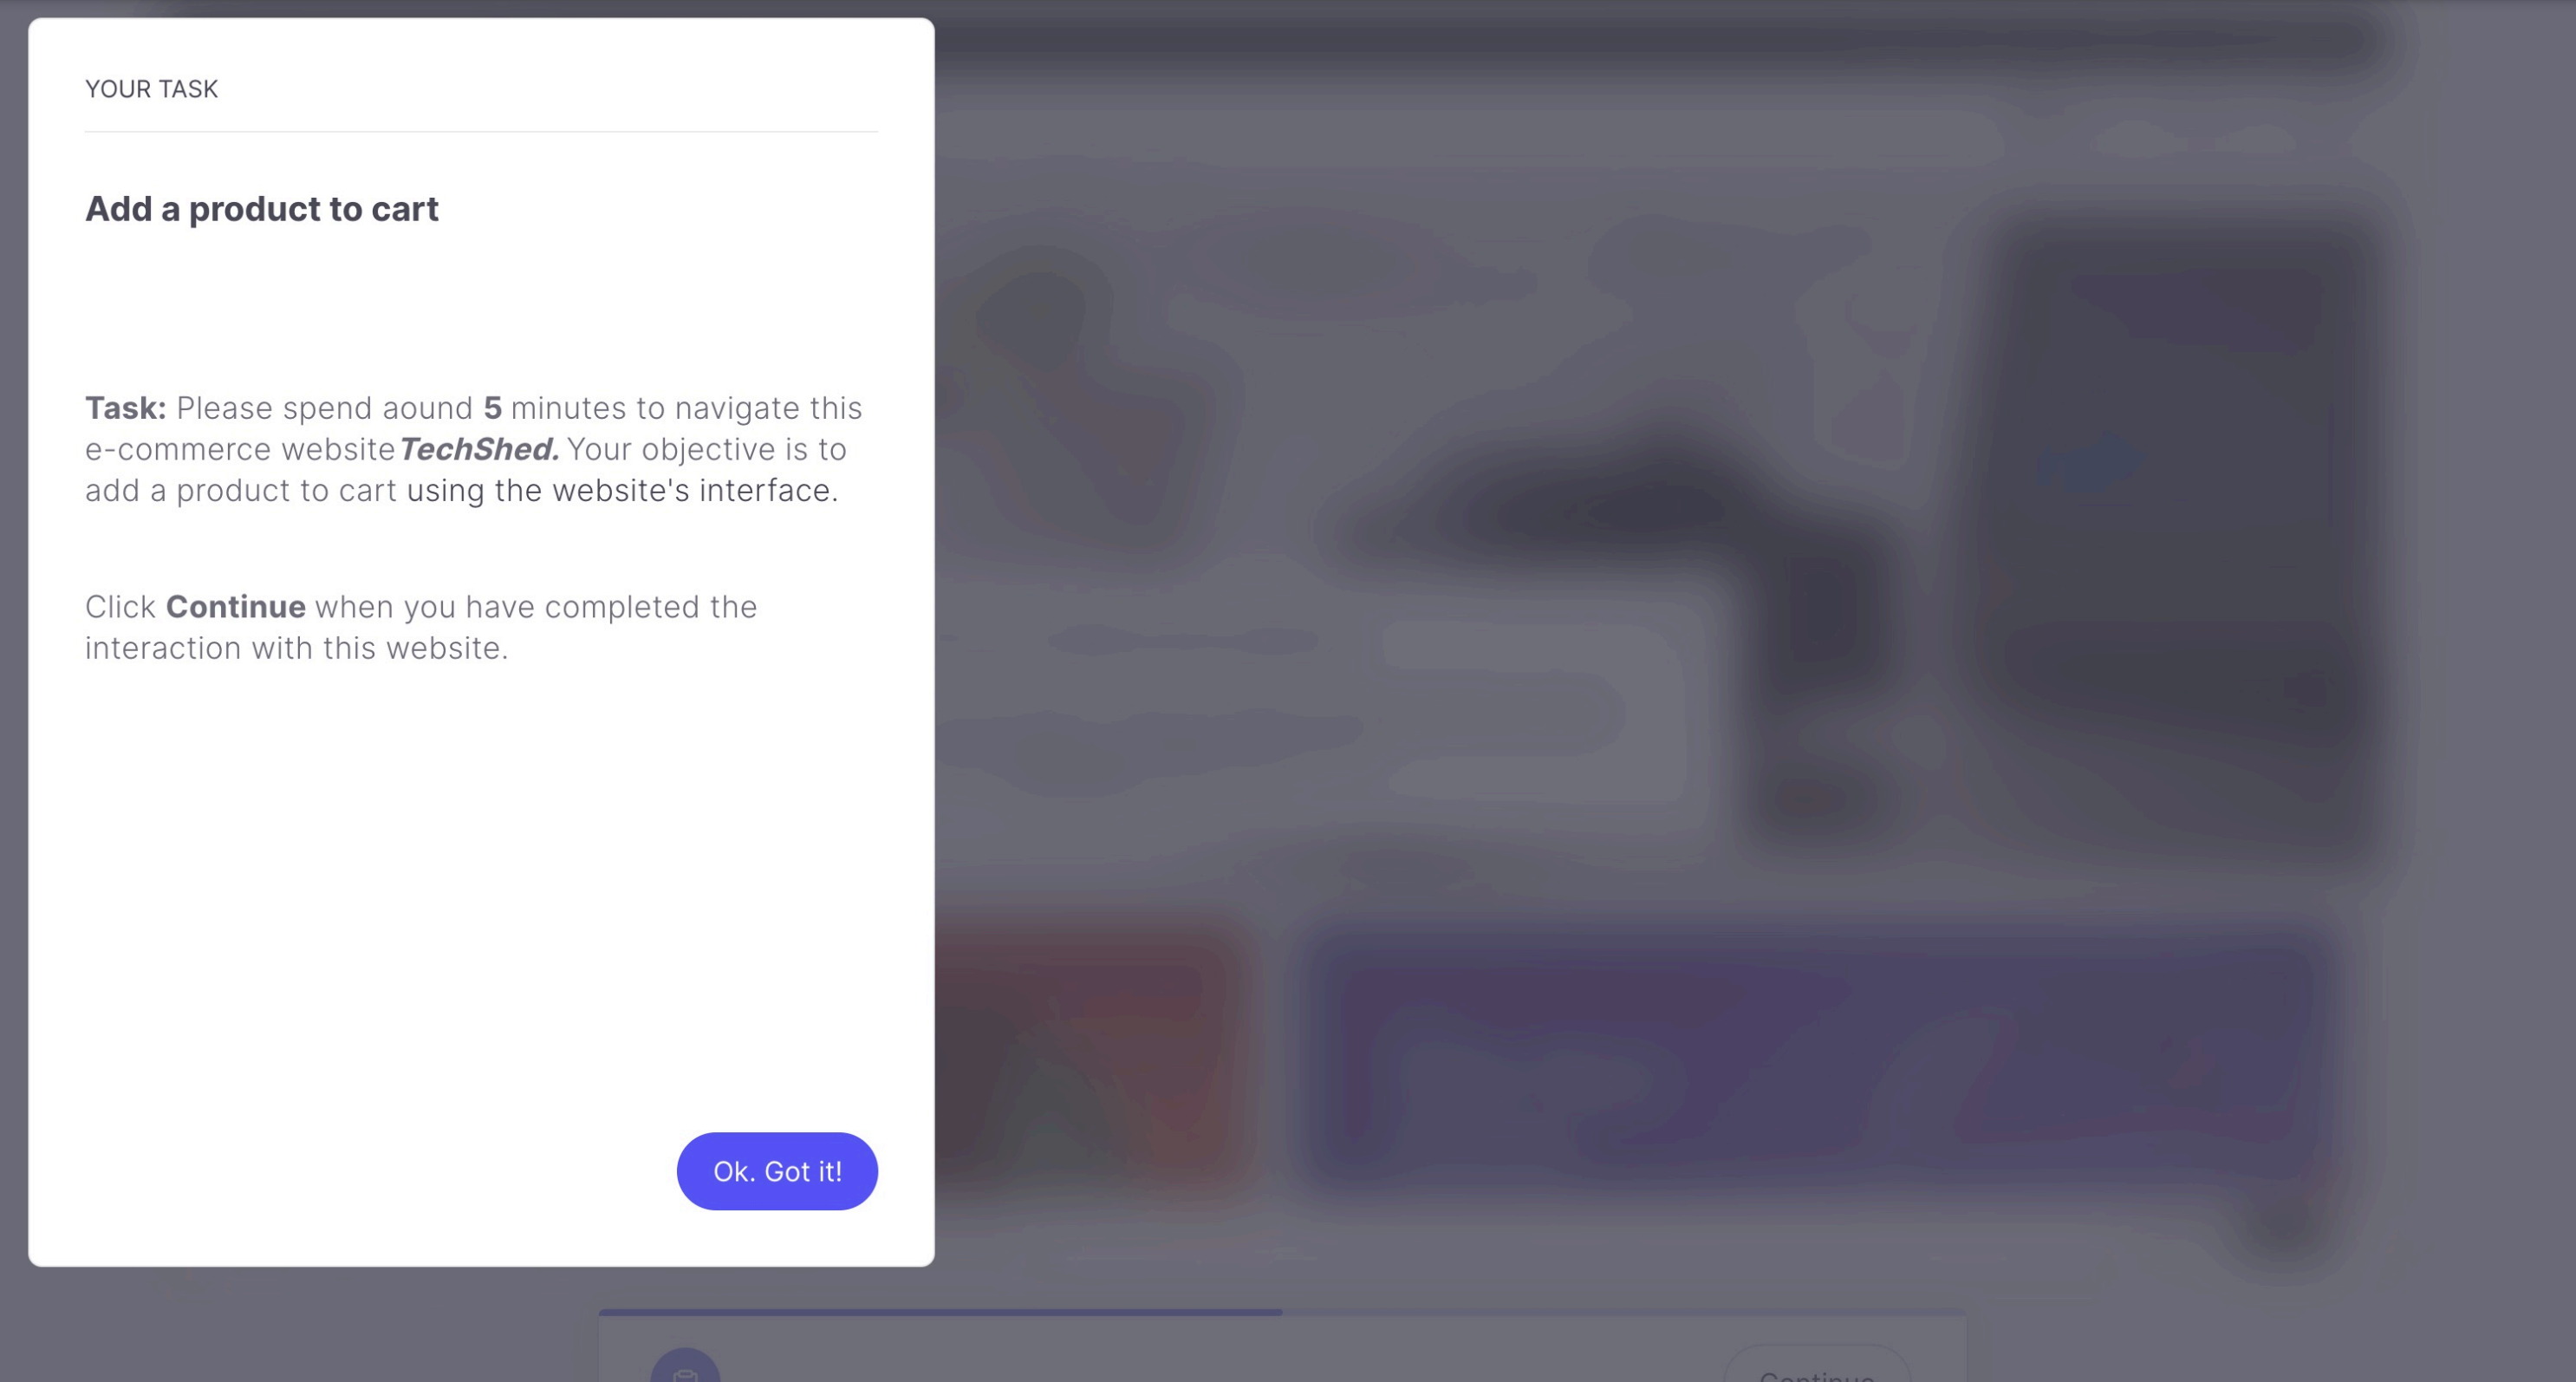 YOUR TASK
Add a product to cart
Task: Please spend aound 5 minutes to navigate this
e-commerce website TechShed. Your objective is to
add a product to cart using the website's interface.
Click Continue when you have completed the
interaction with this website.
Ok. Got it!
Continue